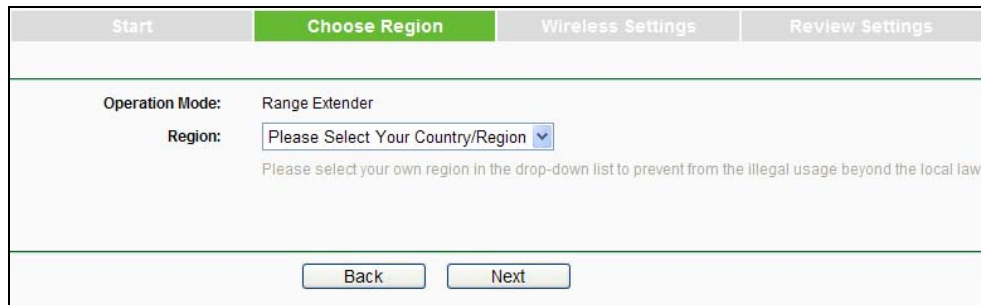 Start Choose Region Wireless Settings Review Settings
Operation Mode: Range Extender
Region: Please Select Your Country/Region
Please select your own region in the drop-down list to prevent from the illegal usage beyond the local law
Back Next